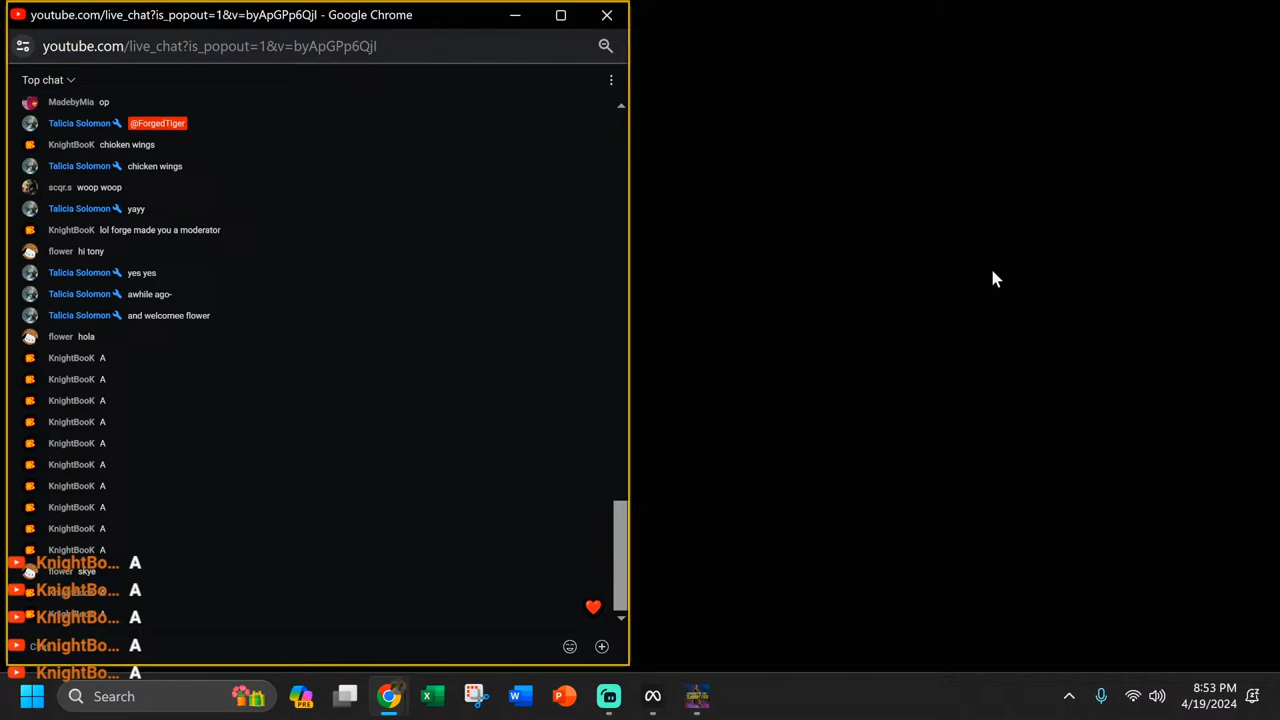 youtube.com/live_chat?is_popout=1&v=byApGPp6QjI - Google Chrome
youtube.com/live_chat?is_popout=1&v=byApGPp6QjI
Top chat
MadebyMia op
Talicia Solomon @ForgedTiger
KnightBooK chioken wings
Talicia Solomon chicken wings
scqr.s woop woop
Talicia Solomon yayy
KnightBooK lol forge made you a moderator
flower hi tony
Talicia Solomon yes yes
Talicia Solomon awhile ago-
Talicia Solomon and welcomee flower
flower hola
KnightBooK A
KnightBooK A
KnightBooK A
KnightBooK A
KnightBooK A
KnightBooK A
KnightBooK A
KnightBooK A
KnightBooK A
KnightBooK A
KnightBo... A
flower skye
KnightBo... A
KnightBo... A
KnightBo... A
KnightBo... A
Search
PRE
8:53 PM
4/19/2024